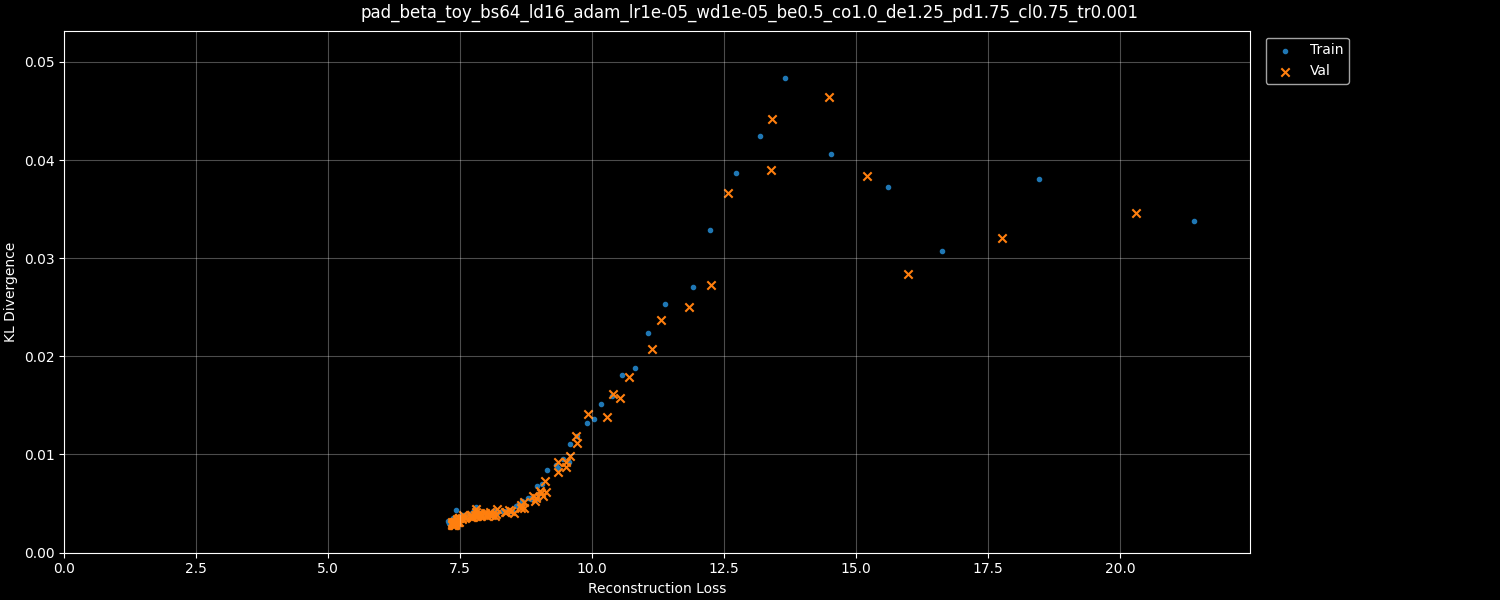 pad_beta_toy_bs64_ld16_adam_lr1e-05_wd1e-05_be0.5_co1.0_de1.25_pd1.75_cl0.75_tr0.001
Train
Val
KL Divergence
0.05
0.04
0.03
0.02
0.01
0.00
0.0 2.5 5.0 7.5 10.0 12.5 15.0 17.5 20.0
Reconstruction Loss